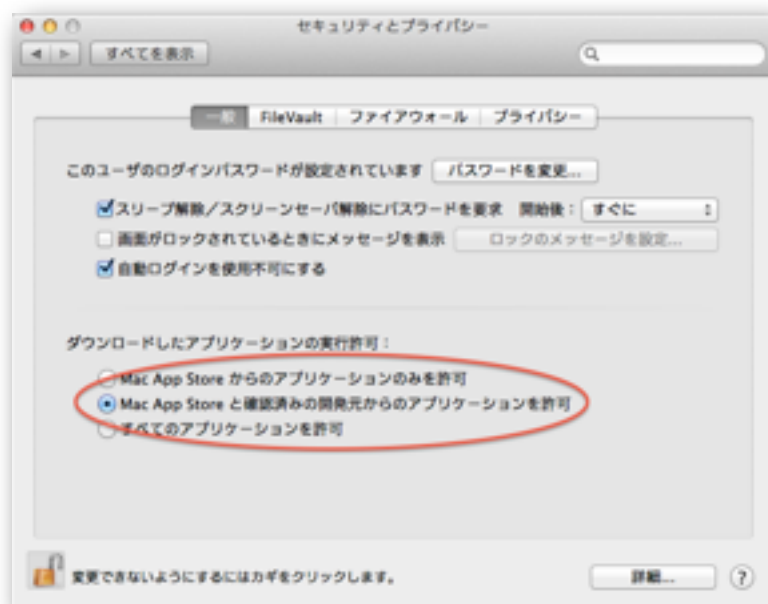 セキュリティとプライバシー
すべてを表示
一般 FileVault ファイアウォール プライバシー
このユーザのログインパスワードが設定されています パスワードを変更...
スリープ解除／スクリーンセーバ解除にパスワードを要求 開始後： すぐに
画面がロックされているときにメッセージを表示 ロックのメッセージを設定...
自動ログインを使用不可にする
ダウンロードしたアプリケーションの実行許可：
Mac App Store からのアプリケーションのみを許可
Mac App Store と確認済みの開発元からのアプリケーションを許可
すべてのアプリケーションを許可
変更できないようにするにはカギをクリックします。 詳細... ?